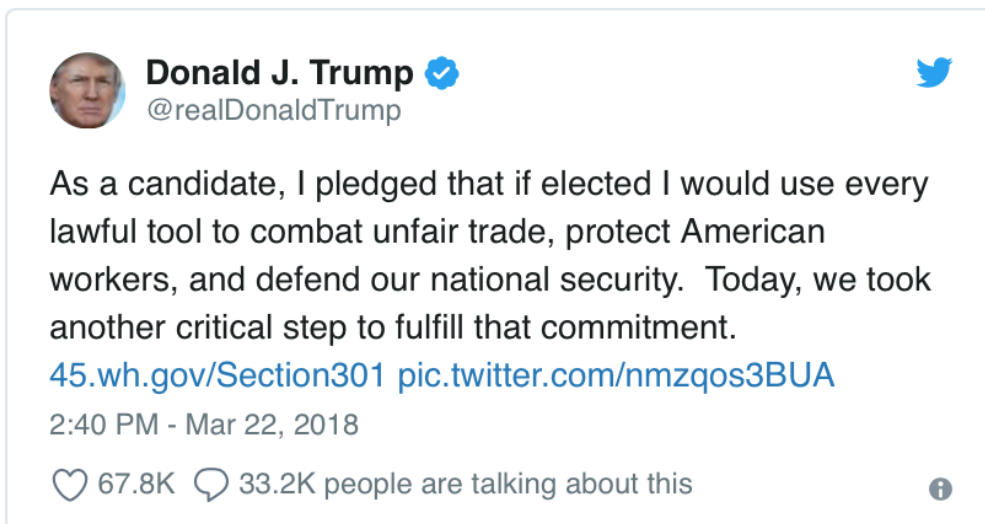 Donald J. Trump
@realDonaldTrump
As a candidate, I pledged that if elected I would use every
lawful tool to combat unfair trade, protect American
workers, and defend our national security.  Today, we took
another critical step to fulfill that commitment.
45.wh.gov/Section301 pic.twitter.com/nmzqos3BUA
2:40 PM - Mar 22, 2018
67.8K 33.2K people are talking about this